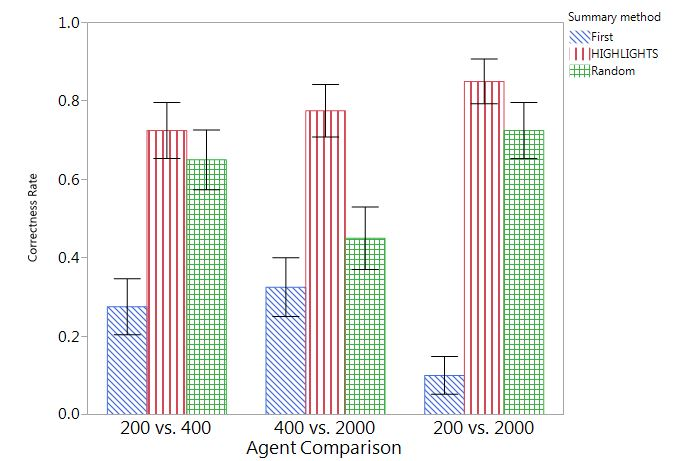 Summary method
First
HIGHLIGHTS
Random
1.0
0.8
0.6
0.4
0.2
0.0
Correctness Rate
200 vs. 400
400 vs. 2000
200 vs. 2000
Agent Comparison